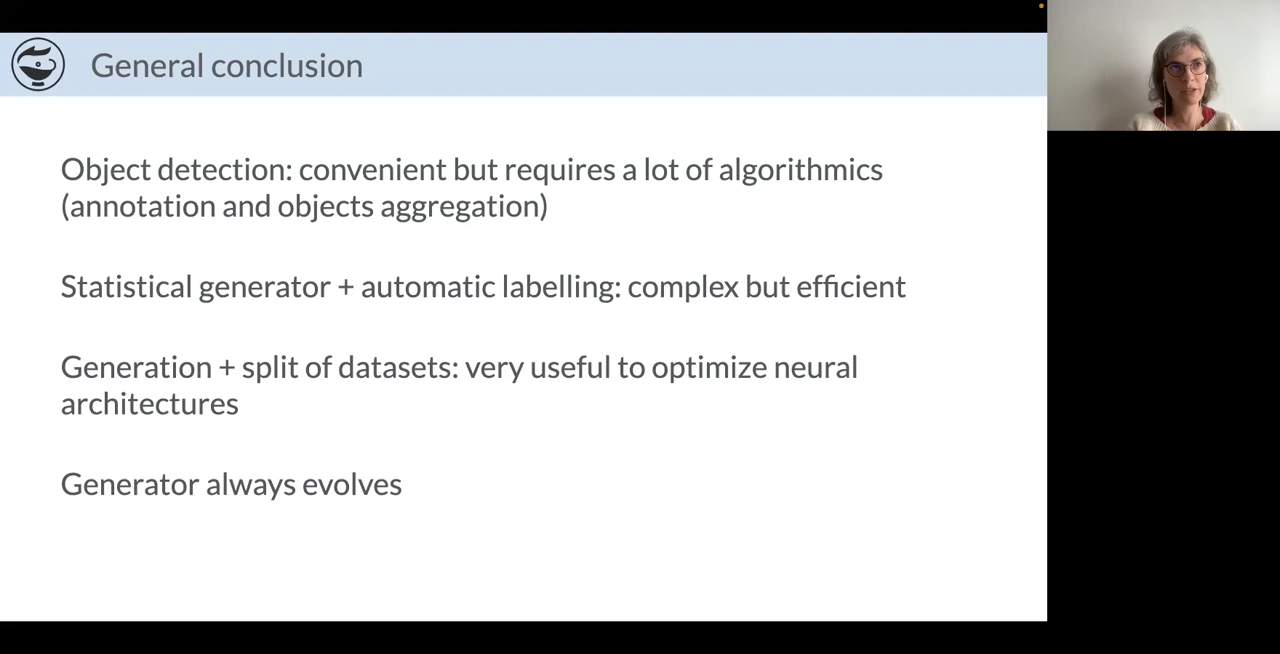 General conclusion
Object detection: convenient but requires a lot of algorithmics
(annotation and objects aggregation)
Statistical generator + automatic labelling: complex but efficient
Generation + split of datasets: very useful to optimize neural
architectures
Generator always evolves